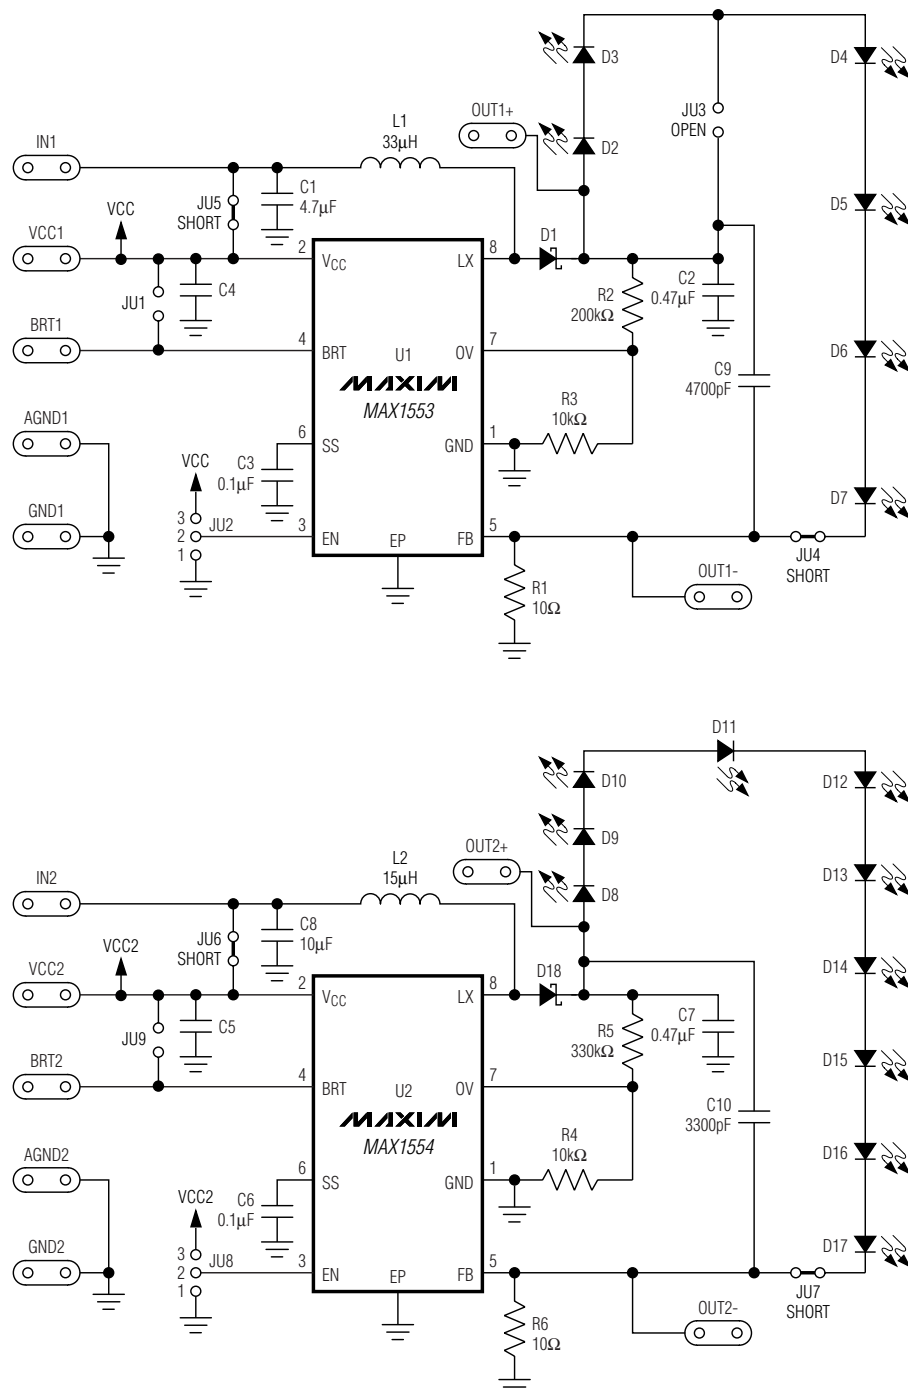 D3
D4
OUT1+
JU3
OPEN
L1
33µH
IN1
D2
C1
4.7µF
JU5
SHORT
VCC
D5
VCC1
2
VCC
8
LX
D1
JU1
C4
R2
200kΩ
C2
0.47µF
BRT1
4
BRT
U1
7
OV
D6
MAXIM
MAX1553
C9
4700pF
AGND1
R3
10kΩ
6
SS
1
GND
VCC
C3
0.1µF
D7
GND1
3
2
1
JU2
3
EN
EP
5
FB
JU4
SHORT
R1
10Ω
OUT1-
D11
D10
D12
D9
OUT2+
L2
15µH
IN2
D8
D13
C8
10µF
JU6
SHORT
VCC2
D14
VCC2
2
VCC
8
LX
D18
JU9
C5
R5
330kΩ
C7
0.47µF
BRT2
4
BRT
U2
7
OV
D15
MAXIM
MAX1554
C10
3300pF
AGND2
R4
10kΩ
D16
6
SS
1
GND
VCC2
C6
0.1µF
D17
GND2
3
2
1
JU8
3
EN
EP
5
FB
JU7
SHORT
R6
10Ω
OUT2-